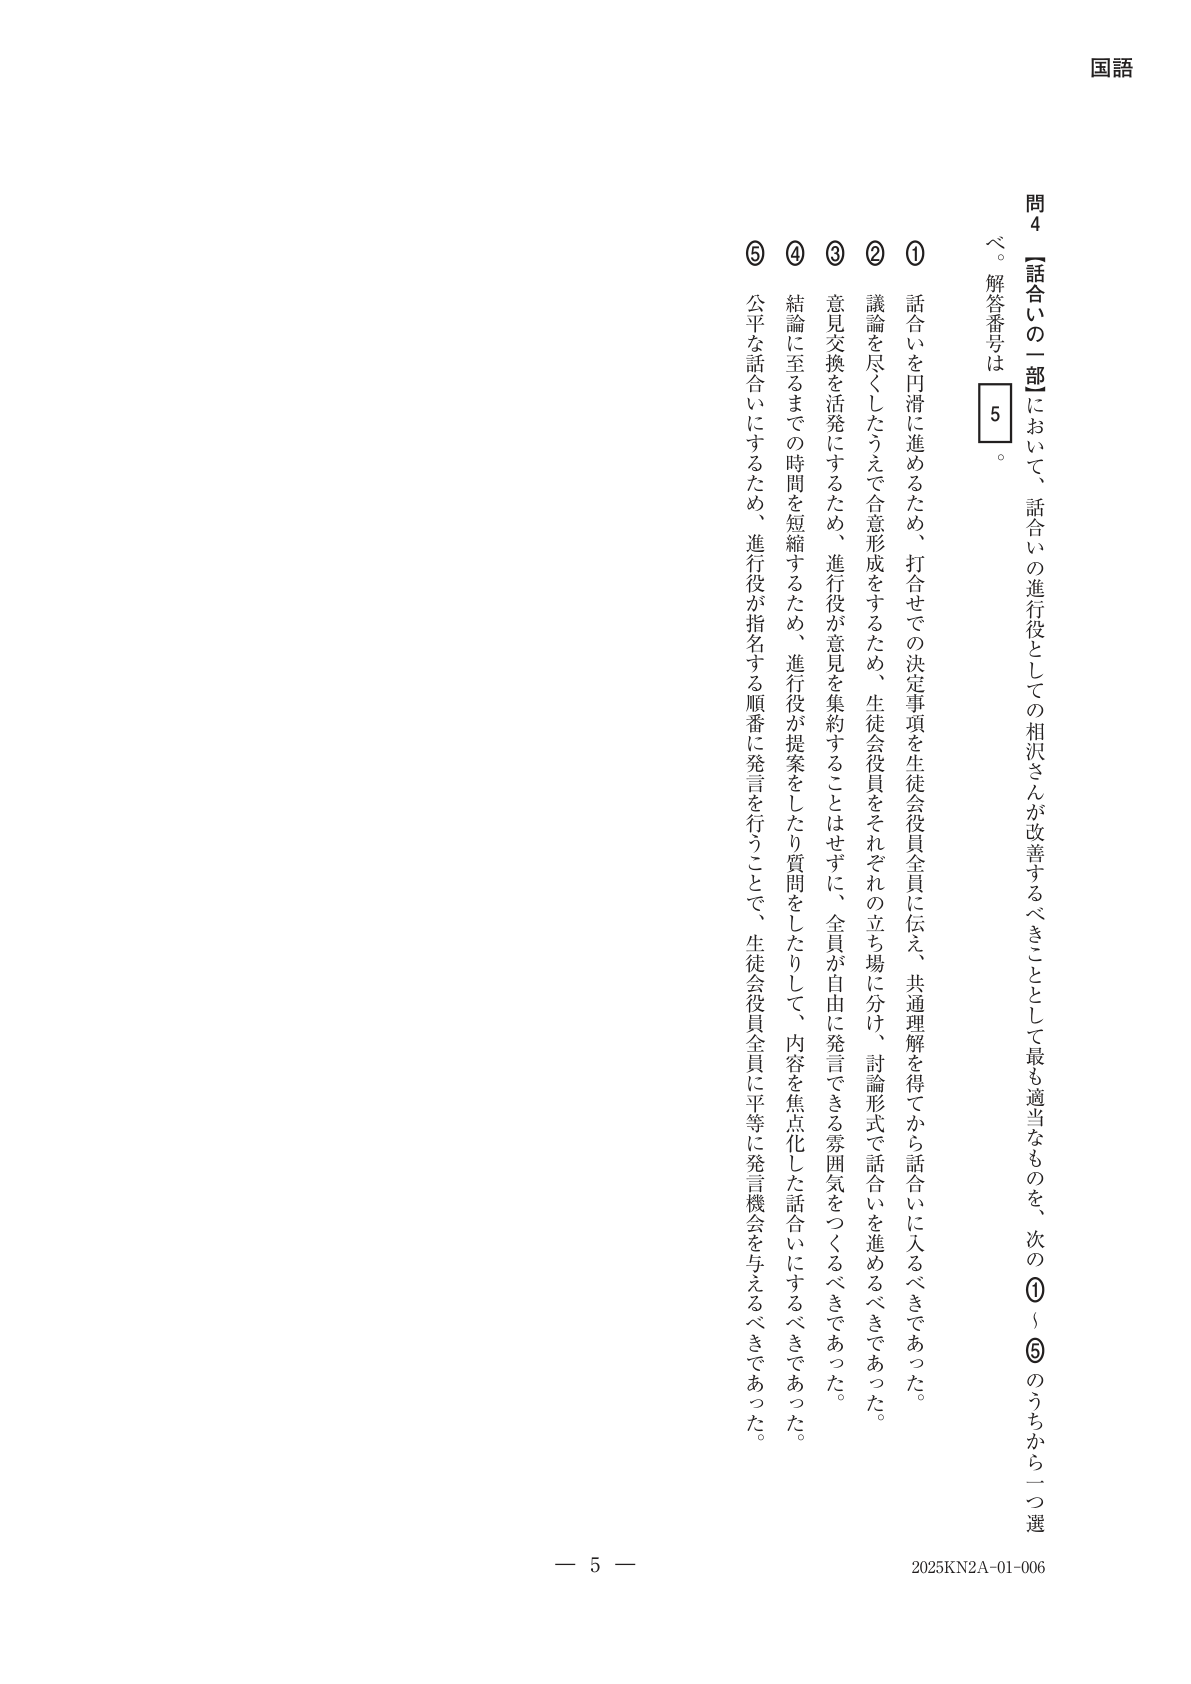 国語
問4 【話合いの一部】において、話合いの進行役としての相沢さんが改善するべきこととして最も適当なものを、次の①～⑤のうちから一つ選
べ。解答番号は 5 。
① 話合いを円滑に進めるため、打合せでの決定事項を生徒会役員全員に伝え、共通理解を得てから話合いに入るべきであった。
② 議論を尽くしたうえで合意形成をするため、生徒会役員をそれぞれの立ち場に分け、討論形式で話合いを進めるべきであった。
③ 意見交換を活発にするため、進行役が意見を集約することはせずに、全員が自由に発言できる雰囲気をつくるべきであった。
④ 結論に至るまでの時間を短縮するため、進行役が提案をしたり質問をしたりして、内容を焦点化した話合いにするべきであった。
⑤ 公平な話合いにするため、進行役が指名する順番に発言を行うことで、生徒会役員全員に平等に発言機会を与えるべきであった。
― 5 ―
2025KN2A-01-006